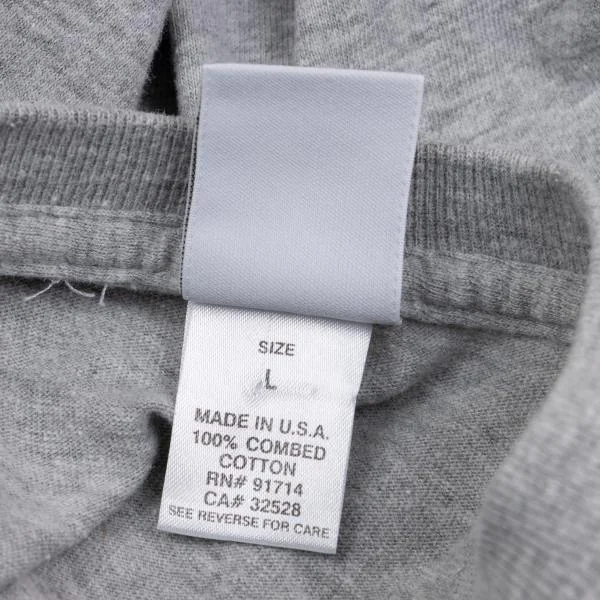 SIZE
L
MADE IN U.S.A.
100% COMBED
COTTON
RN# 91714
CA# 32528
SEE REVERSE FOR CARE